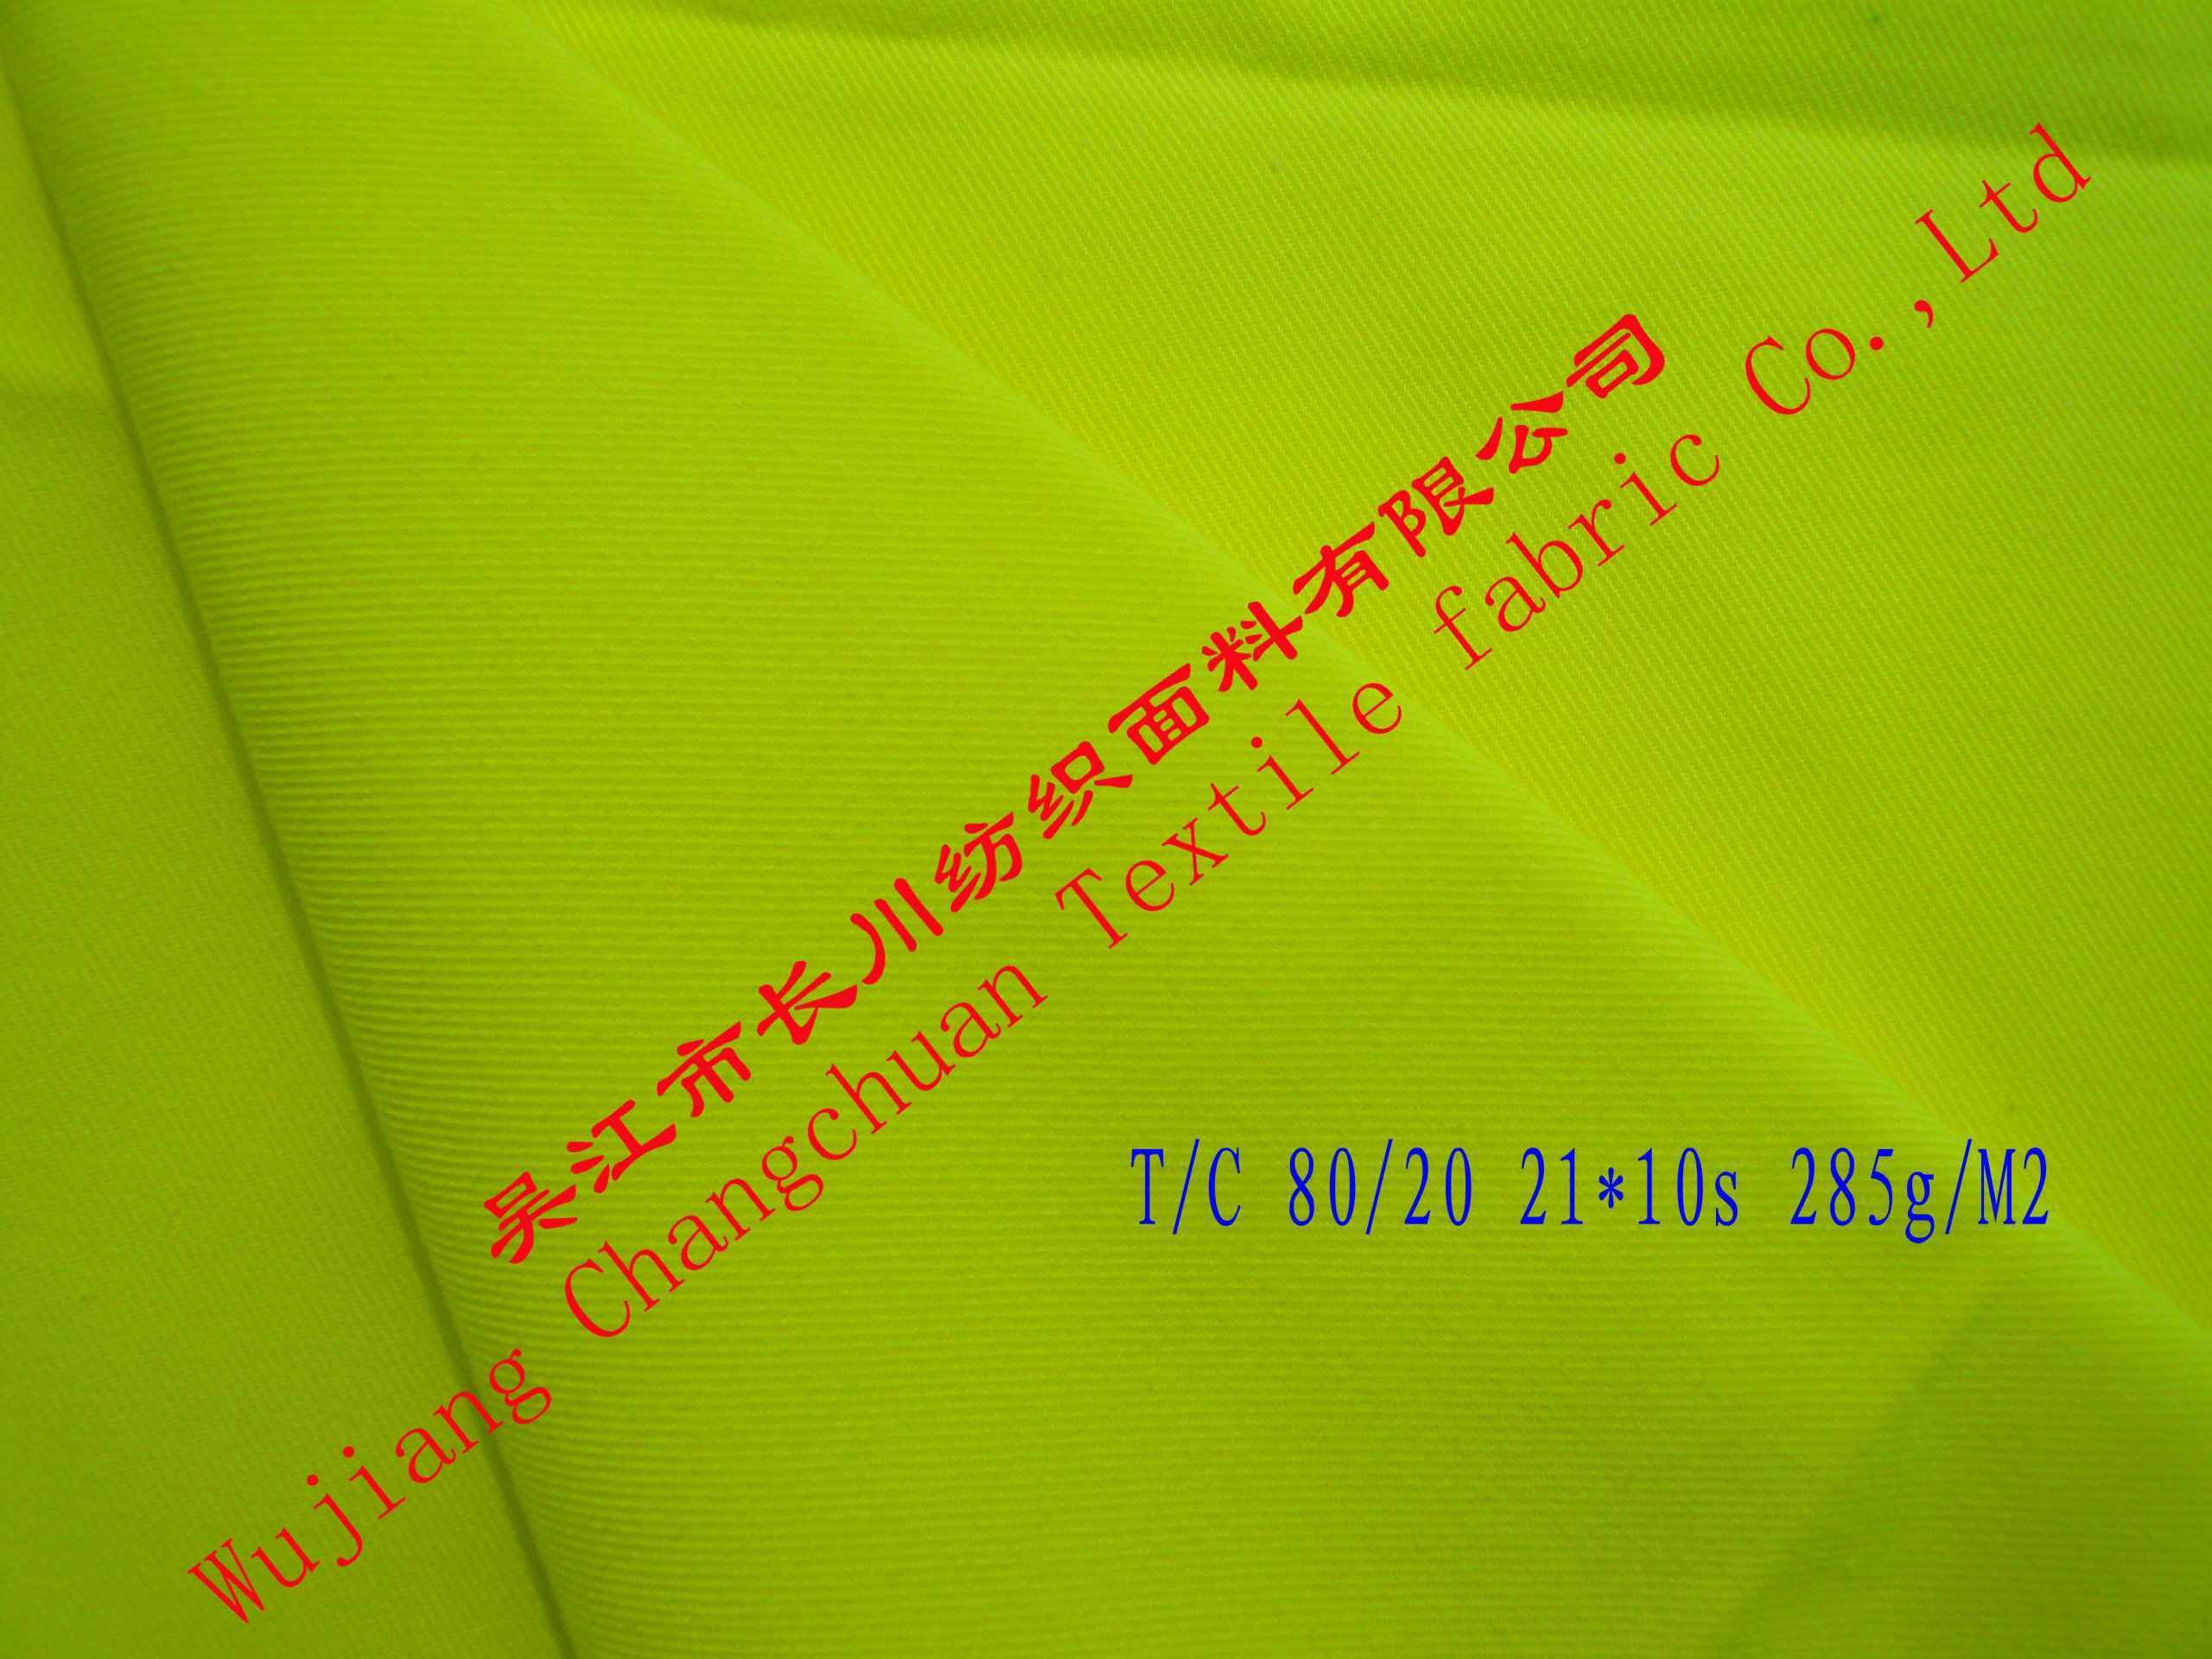 吴江市长川纺织面料有限公司
Wujiang Changchuan Textile fabric Co.,Ltd
T/C 80/20 21*10s 285g/M2